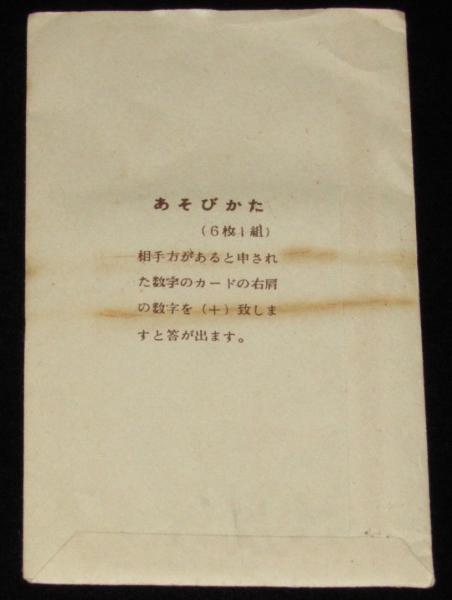 あそびかた
（６枚１組）
相手方があると申され
た数字のカードの右肩
の数字を（＋）致しま
すと答が出ます。